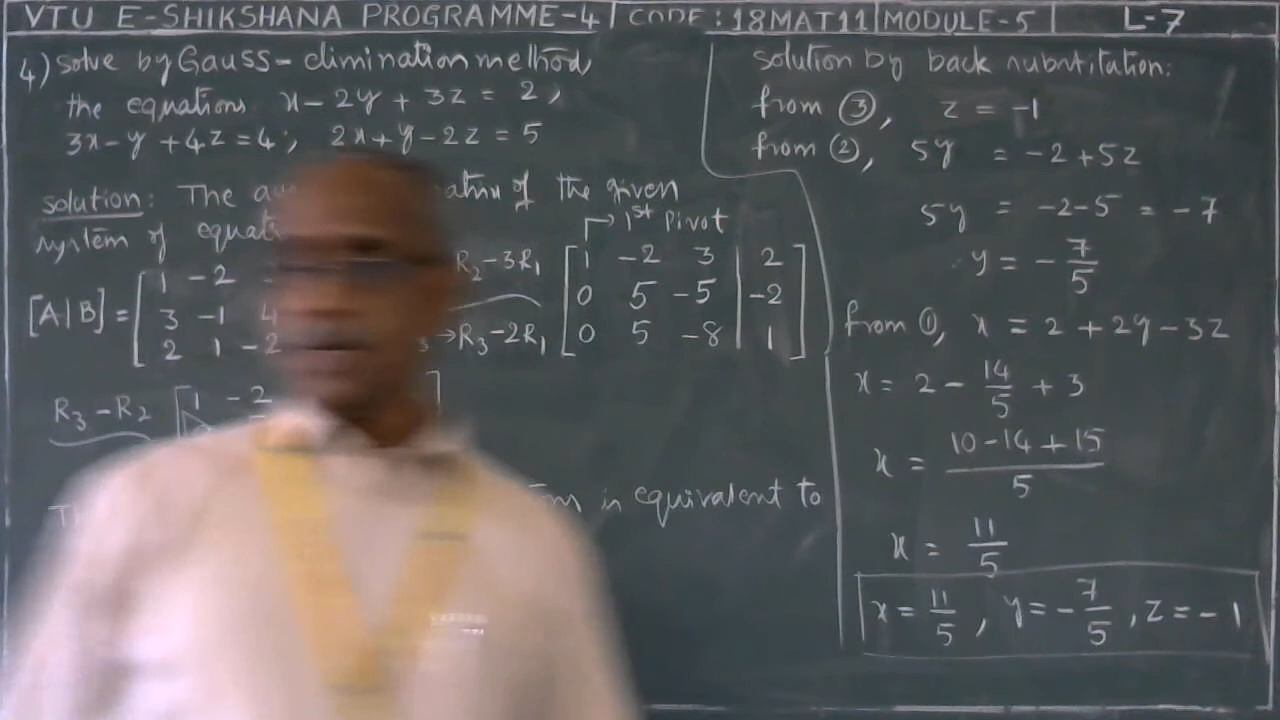 VTU E-SHIKSHANA PROGRAMME-4 | CODE : 18MAT11 | MODULE-5 | L-7
4) solve by Gauss-elimination method
the equations x - 2y + 3z = 2 ,
3x - y + 4z = 4 ; 2x + y - 2z = 5
solution: The matrix of the given
system of
→ 1st Pivot
[A|B] = [ 1 -2
3 -1 4
2 1 -2
R2-3R1
→R3-2R1
[ 1 -2 3 | 2
0 5 -5 | -2
0 5 -8 | 1 ]
R3-R2 [ 1 -2
is equivalent to
solution by back substitution:
from ③, z = -1
from ②, 5y = -2+5z
5y = -2-5 = -7
y = -7/5
from ①, x = 2 + 2y - 3z
x = 2 - 14/5 + 3
x = 10-14+15/5
x = 11/5
x = 11/5 , y = -7/5 , z = -1